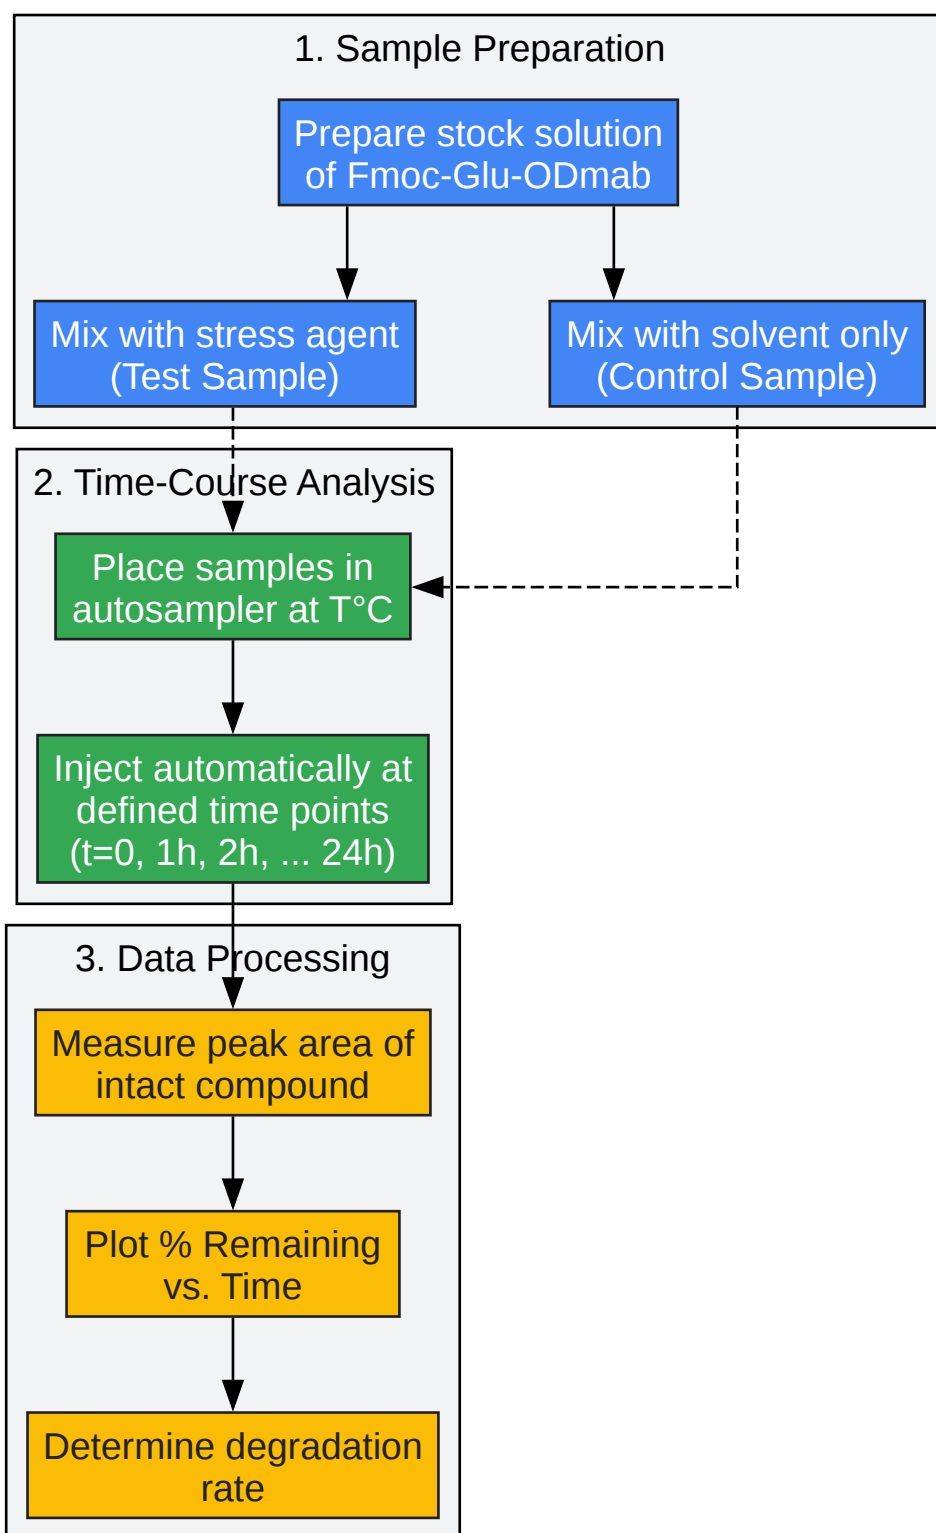 1. Sample Preparation
Prepare stock solution
of Fmoc-Glu-ODmab
Mix with stress agent
(Test Sample)
Mix with solvent only
(Control Sample)
2. Time-Course Analysis
Place samples in
autosampler at T°C
Inject automatically at
defined time points
(t=0, 1h, 2h, ... 24h)
3. Data Processing
Measure peak area of
intact compound
Plot % Remaining
vs. Time
Determine degradation
rate